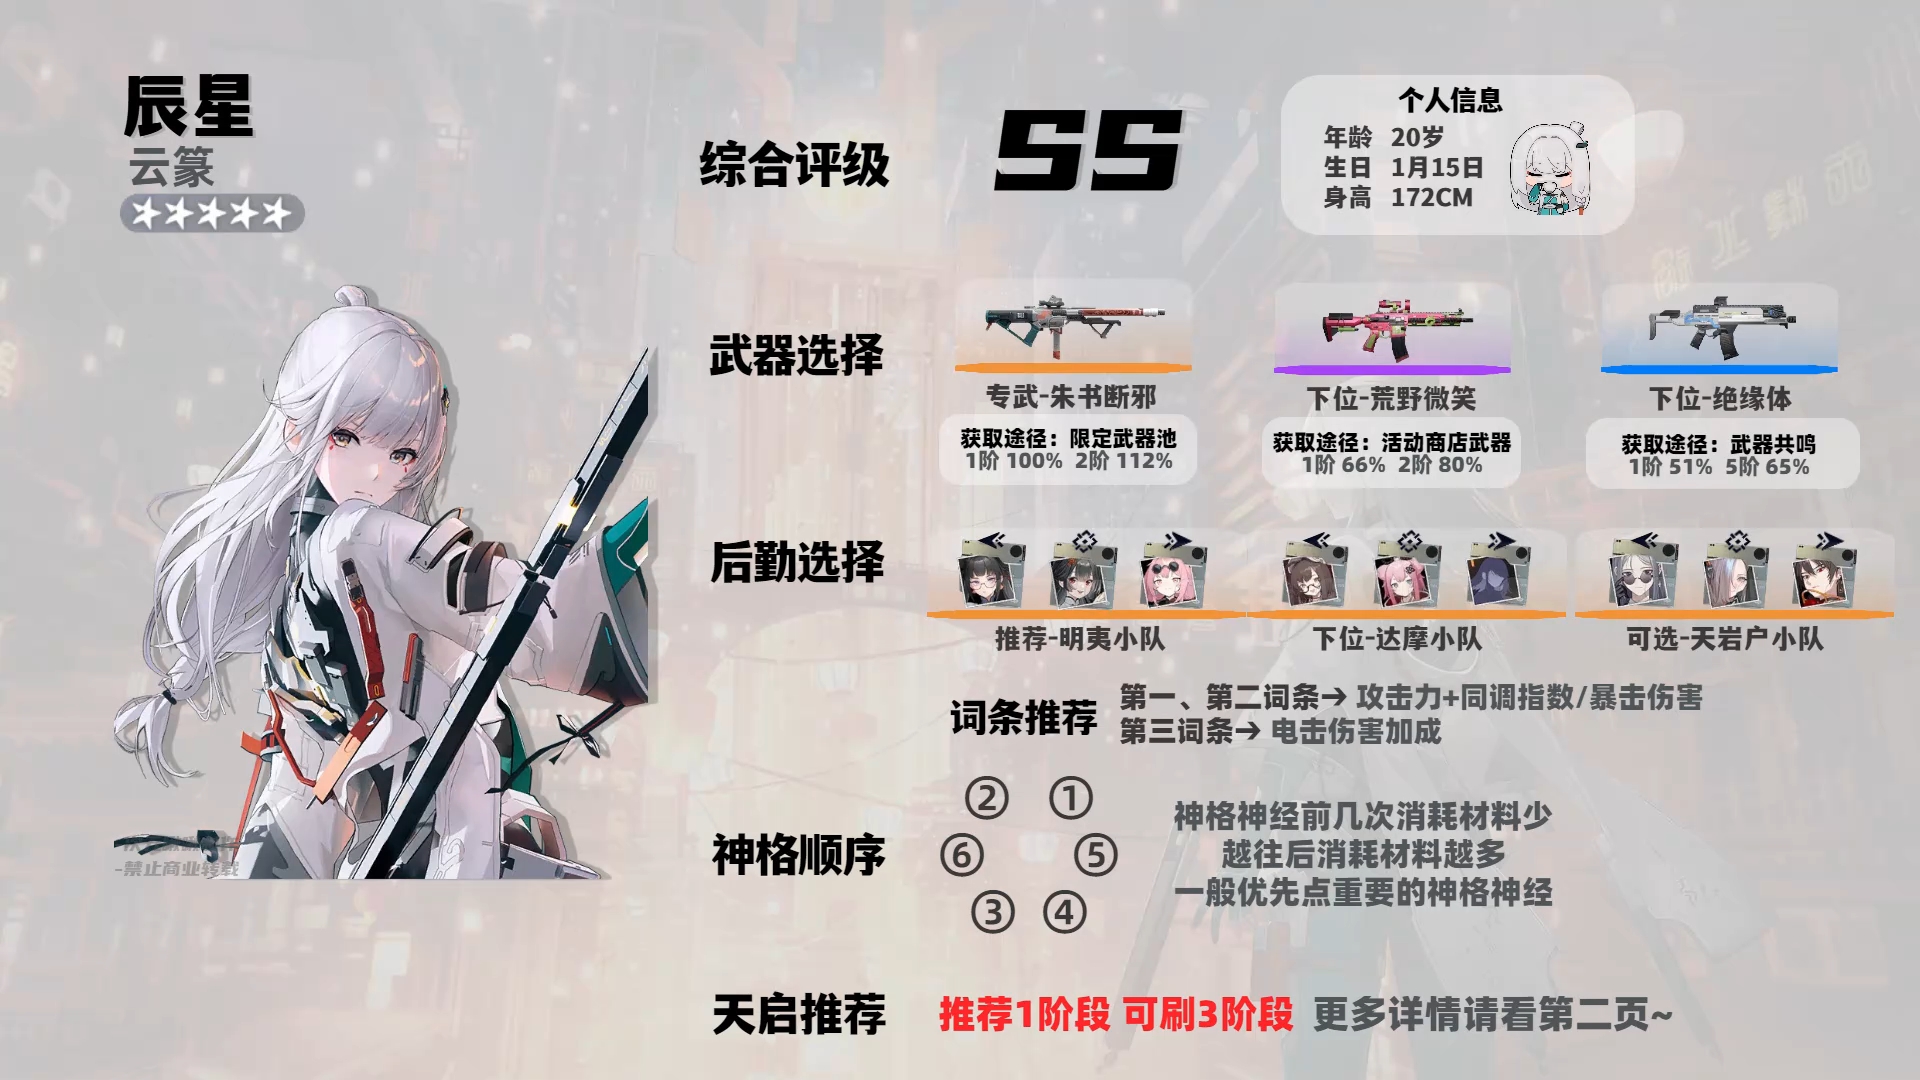 辰星
云篆
综合评级
SS
个人信息
年龄 20岁
生日 1月15日
身高 172CM
武器选择
专武-朱书断邪
获取途径：限定武器池
1阶 100% 2阶 112%
下位-荒野微笑
获取途径：活动商店武器
1阶 66% 2阶 80%
下位-绝缘体
获取途径：武器共鸣
1阶 51% 5阶 65%
后勤选择
推荐-明夷小队
下位-达摩小队
可选-天岩户小队
词条推荐
第一、第二词条→ 攻击力+同调指数/暴击伤害
第三词条→ 电击伤害加成
神格顺序
② ①
⑥ ⑤
③ ④
神格神经前几次消耗材料少
越往后消耗材料越多
一般优先点重要的神格神经
天启推荐
推荐1阶段 可刷3阶段 更多详情请看第二页~
-禁止商业转载